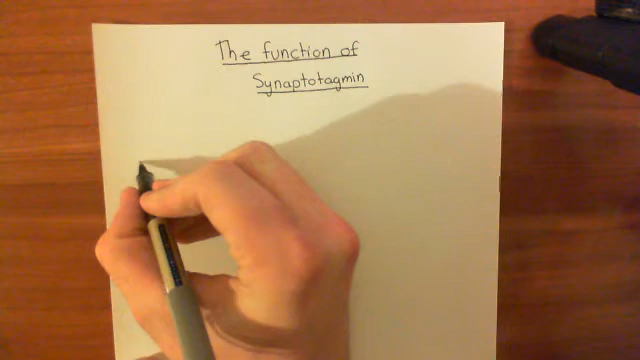 The function of
Synaptotagmin